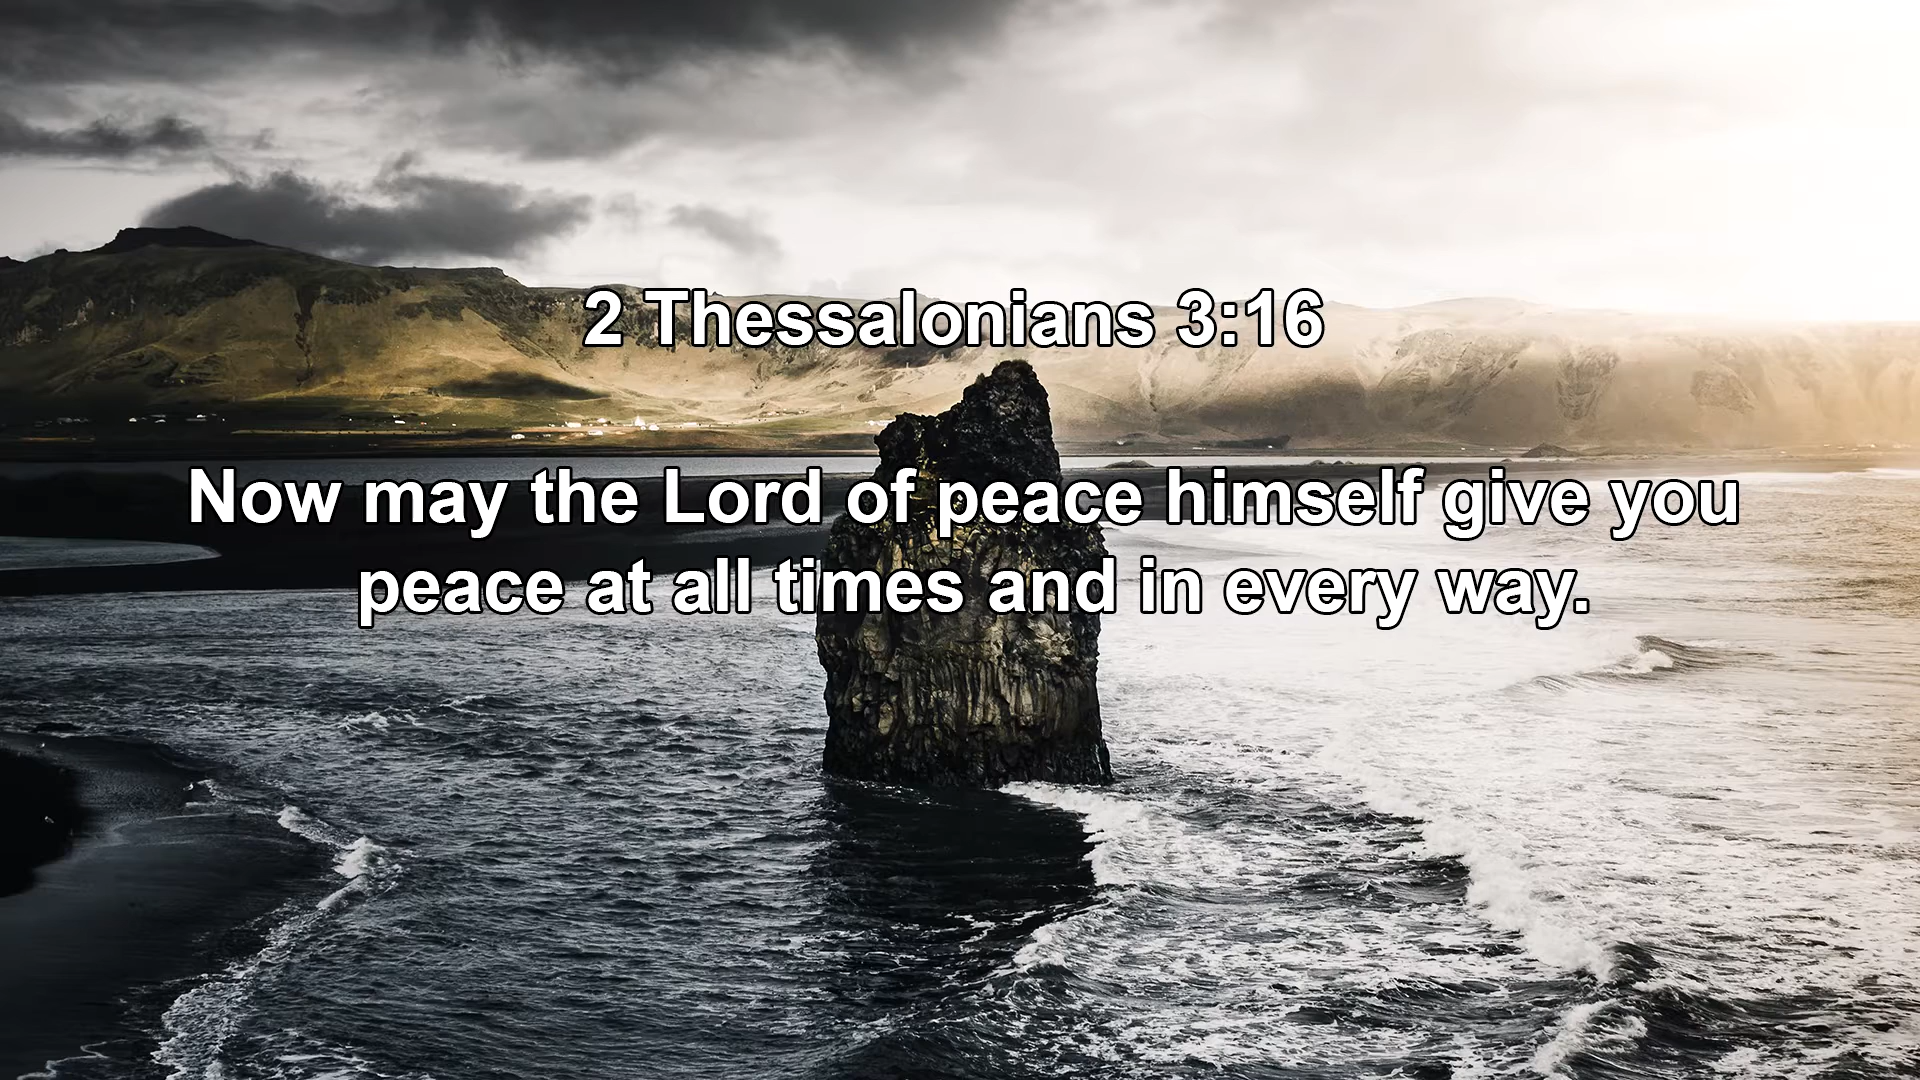 2 Thessalonians 3:16
Now may the Lord of peace himself give you
peace at all times and in every way.